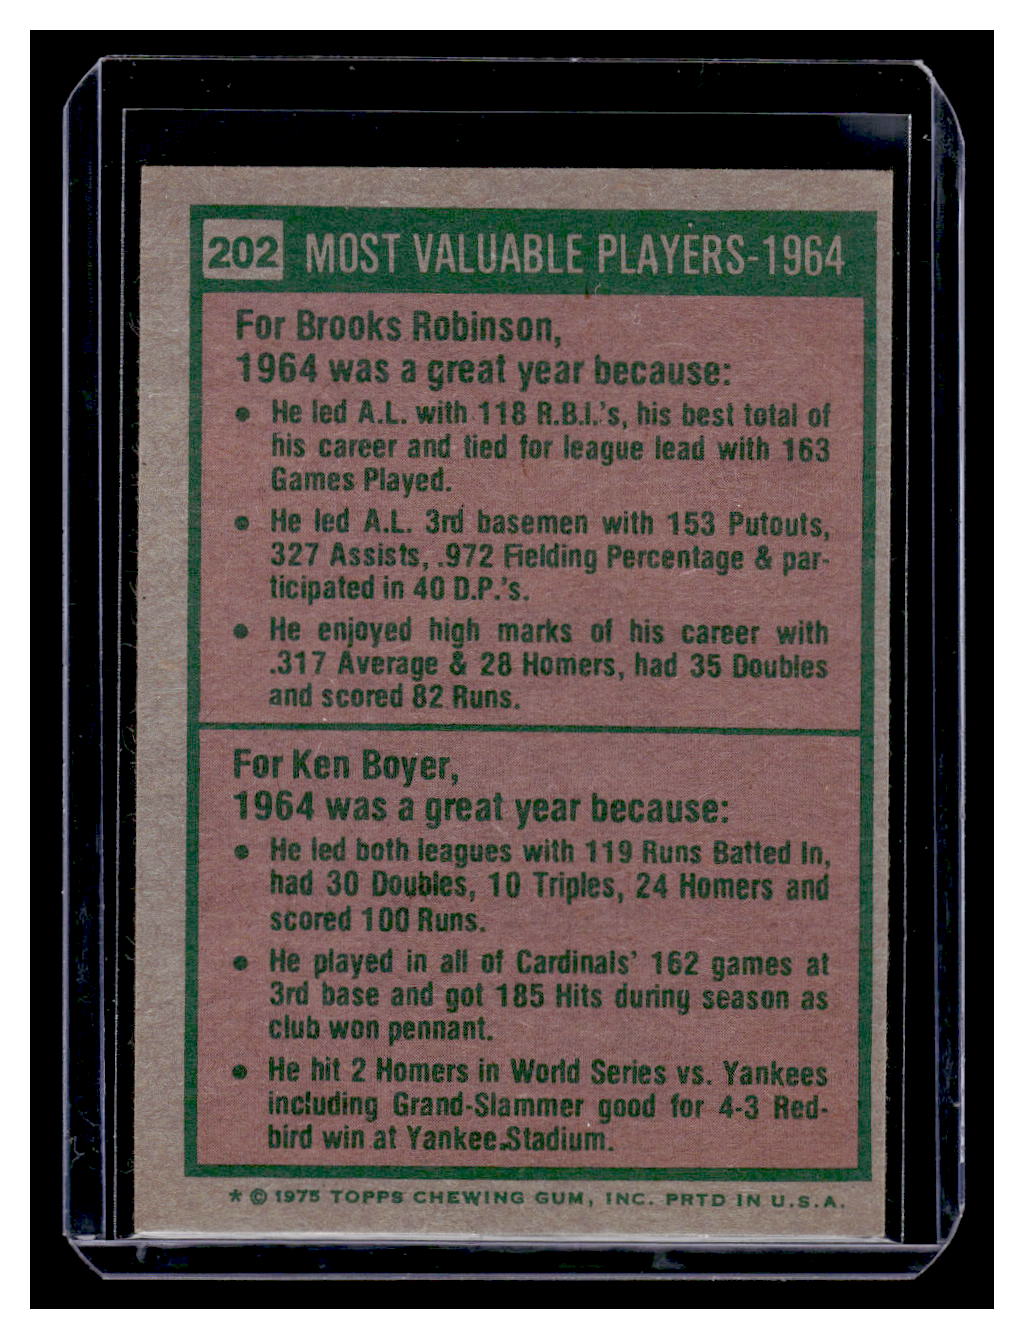 202 MOST VALUABLE PLAYERS-1964
For Brooks Robinson,
1964 was a great year because:
• He led A.L. with 118 R.B.I.'s, his best total of
his career and tied for league lead with 163
Games Played.
• He led A.L. 3rd basemen with 153 Putouts,
327 Assists, .972 Fielding Percentage & par-
ticipated in 40 D.P.'s.
• He enjoyed high marks of his career with
.317 Average & 28 Homers, had 35 Doubles
and scored 82 Runs.
For Ken Boyer,
1964 was a great year because:
• He led both leagues with 119 Runs Batted In,
had 30 Doubles, 10 Triples, 24 Homers and
scored 100 Runs.
• He played in all of Cardinals' 162 games at
3rd base and got 185 Hits during season as
club won pennant.
• He hit 2 Homers in World Series vs. Yankees
including Grand-Slammer good for 4-3 Red-
bird win at Yankee Stadium.
* © 1975 TOPPS CHEWING GUM, INC. PRTD IN U.S.A.